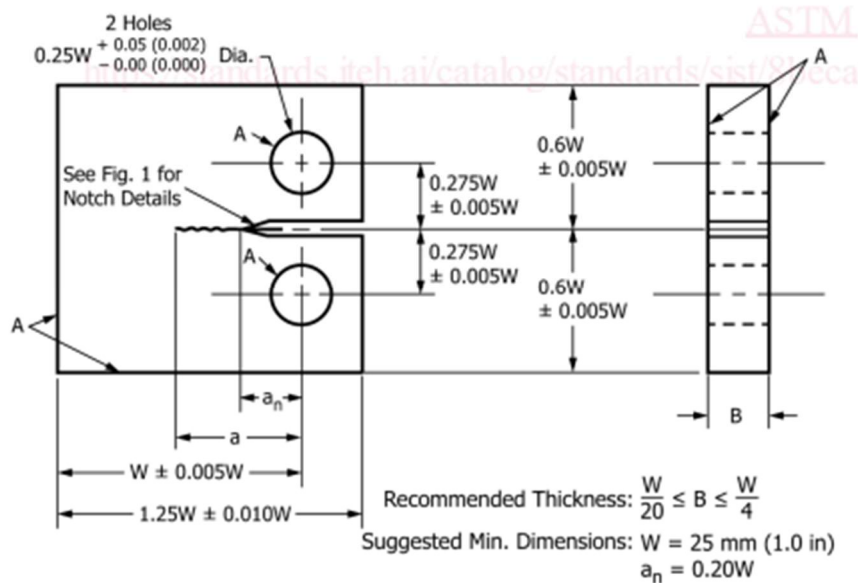 ASTM
https://standards.iteh.ai/catalog/standards/sist/8beca
2 Holes
0.25W + 0.05 (0.002) Dia.
− 0.00 (0.000)
A
A
See Fig. 1 for
Notch Details
0.6W
± 0.005W
0.275W
± 0.005W
A
0.275W
± 0.005W
0.6W
± 0.005W
A
aₙ
B
a
W ± 0.005W
1.25W ± 0.010W
Recommended Thickness: W/20 ≤ B ≤ W/4
Suggested Min. Dimensions: W = 25 mm (1.0 in)
aₙ = 0.20W